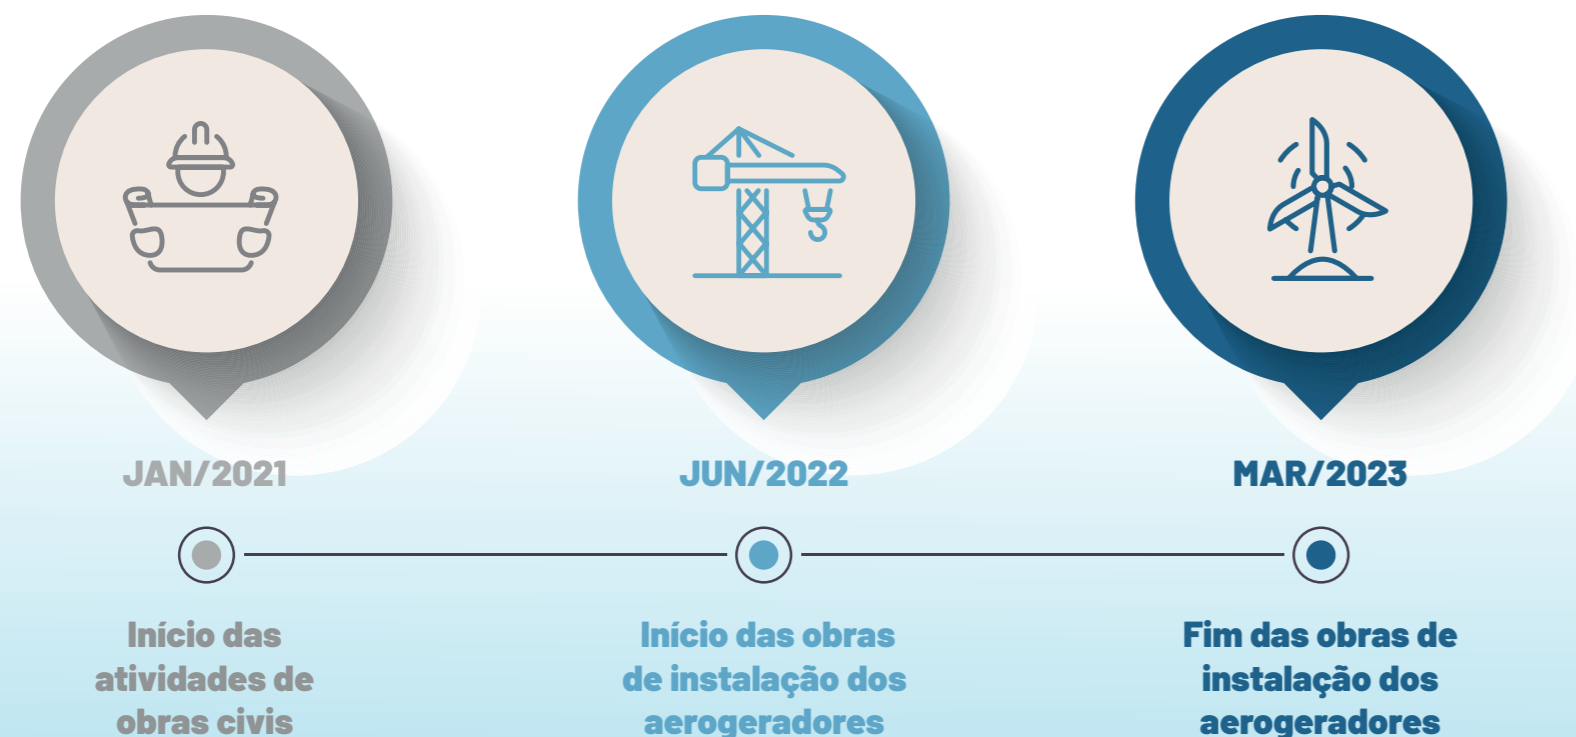 JAN/2021
JUN/2022
MAR/2023
Início das
atividades de
obras civis
Início das obras
de instalação dos
aerogeradores
Fim das obras de
instalação dos
aerogeradores